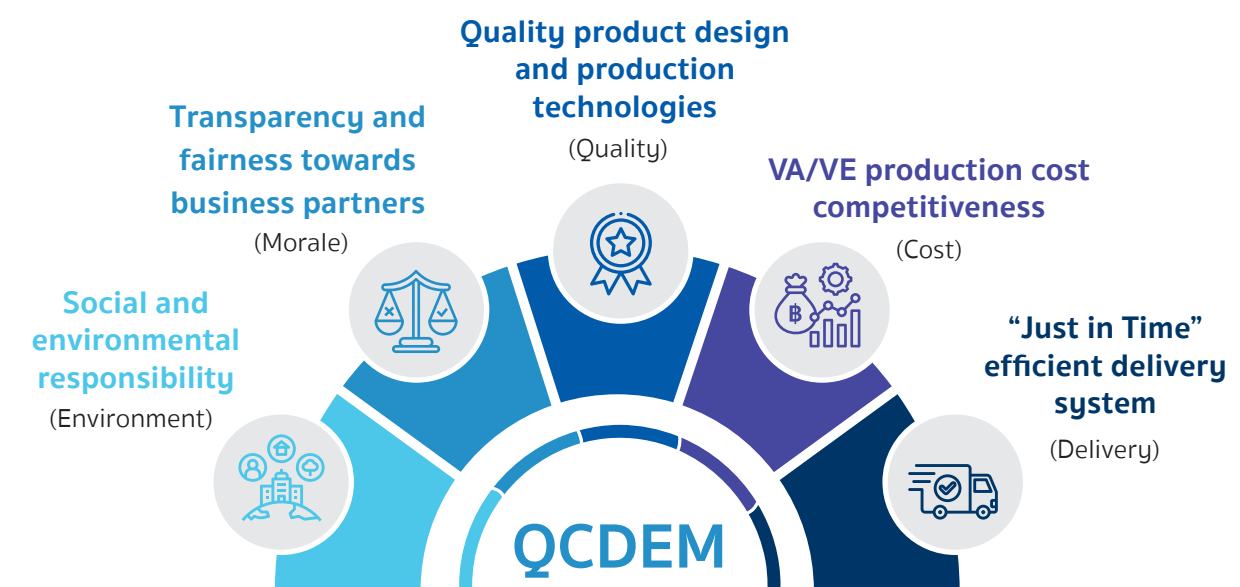 Quality product design
and production
technologies
(Quality)
Transparency and
fairness towards
business partners
(Morale)
VA/VE production cost
competitiveness
(Cost)
Social and
environmental
responsibility
(Environment)
“Just in Time”
efficient delivery
system
(Delivery)
฿
QCDEM